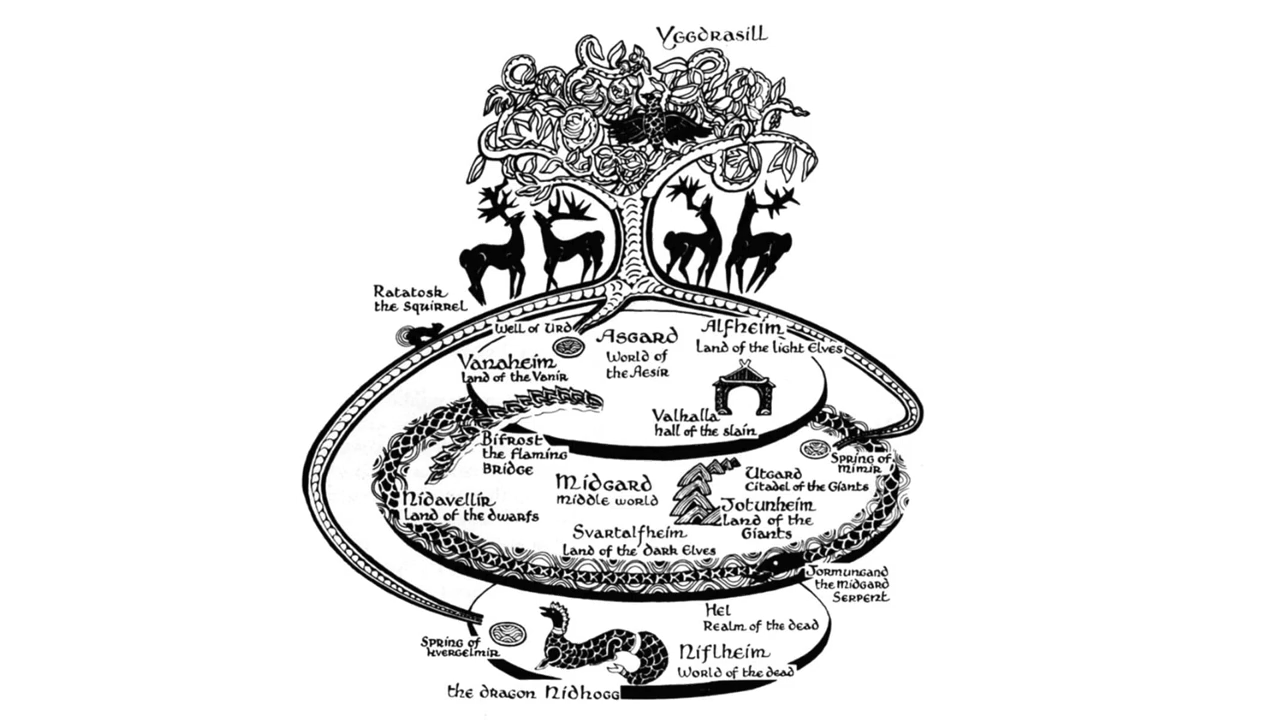 Yggdrasill
Ratatosk
the squirrel
Well of Urd
Asgard
World of
the Aesir
Alfheim
Land of the light Elves
Vanaheim
Land of the Vanir
Valhalla
hall of the slain
Bifrost
the flaming
Bridge
Spring of
Mimir
Midgard
middle world
Utgard
Citadel of the Giants
Nidavellir
Land of the dwarfs
Jotunheim
Land of the
Giants
Svartalfheim
Land of the dark Elves
Jormungand
the Midgard
Serpent
Hel
Realm of the dead
Spring of
Hvergelmir
Niflheim
World of the dead
the dragon Nidhogg